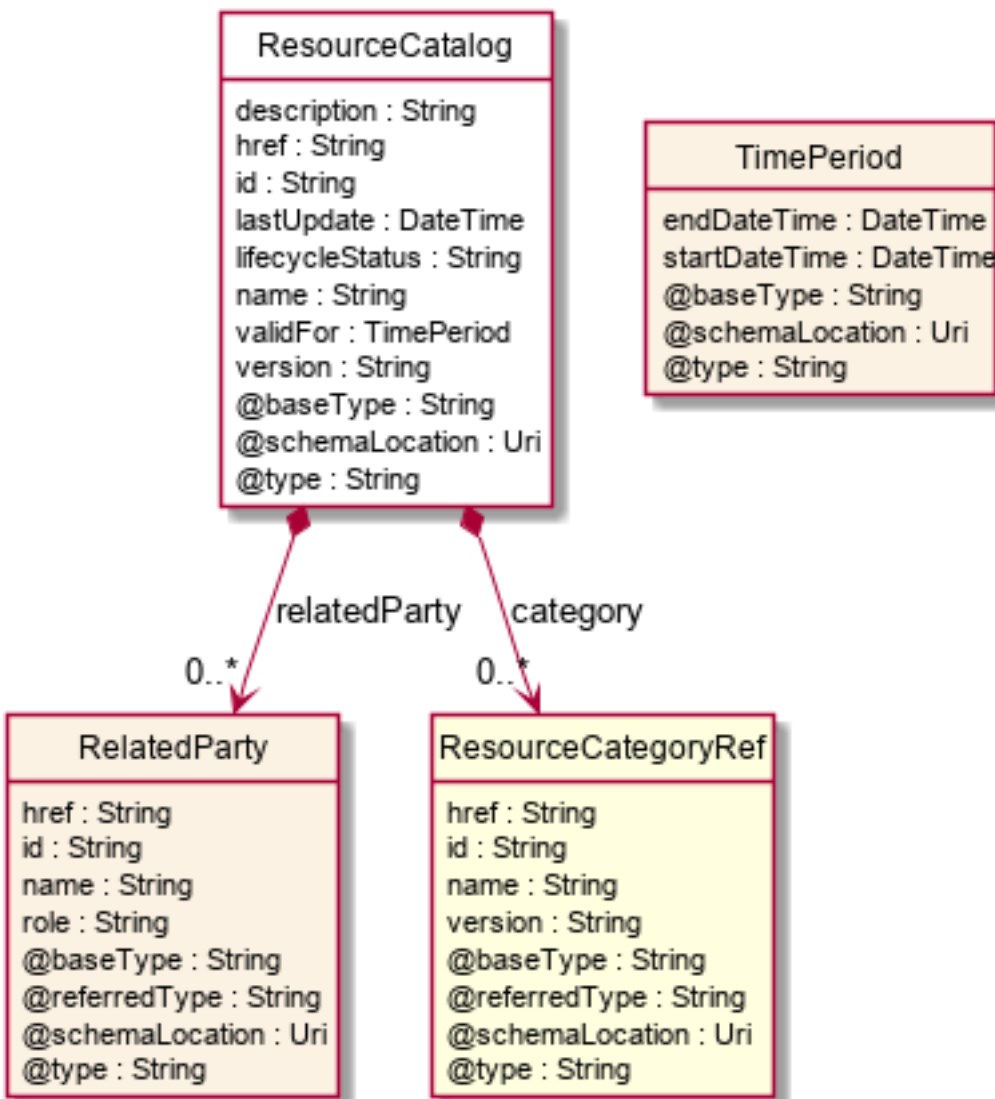 ResourceCatalog
description : String
href : String
id : String
lastUpdate : DateTime
lifecycleStatus : String
name : String
validFor : TimePeriod
version : String
@baseType : String
@schemaLocation : Uri
@type : String
TimePeriod
endDateTime : DateTime
startDateTime : DateTime
@baseType : String
@schemaLocation : Uri
@type : String
relatedParty
category
0..*
0..*
RelatedParty
href : String
id : String
name : String
role : String
@baseType : String
@referredType : String
@schemaLocation : Uri
@type : String
ResourceCategoryRef
href : String
id : String
name : String
version : String
@baseType : String
@referredType : String
@schemaLocation : Uri
@type : String